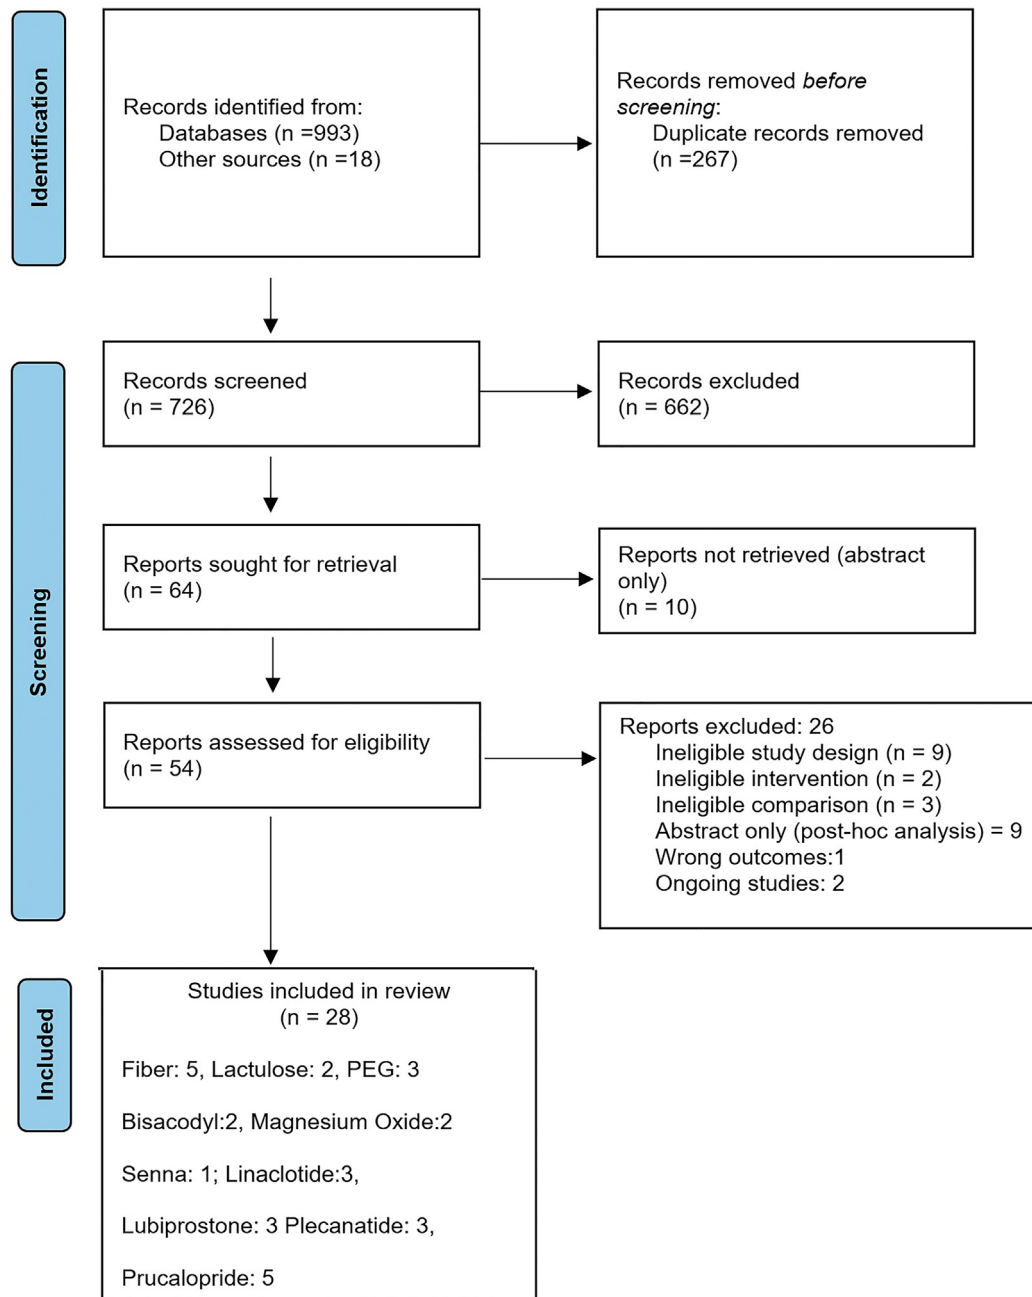 Identification
Records identified from:
Databases (n =993)
Other sources (n =18)
Records removed before
screening:
Duplicate records removed
(n =267)
Screening
Records screened
(n = 726)
Records excluded
(n = 662)
Reports sought for retrieval
(n = 64)
Reports not retrieved (abstract
only)
(n = 10)
Reports assessed for eligibility
(n = 54)
Reports excluded: 26
Ineligible study design (n = 9)
Ineligible intervention (n = 2)
Ineligible comparison (n = 3)
Abstract only (post-hoc analysis) = 9
Wrong outcomes:1
Ongoing studies: 2
Included
Studies included in review
(n = 28)
Fiber: 5, Lactulose: 2, PEG: 3
Bisacodyl:2, Magnesium Oxide:2
Senna: 1; Linaclotide:3,
Lubiprostone: 3 Plecanatide: 3,
Prucalopride: 5